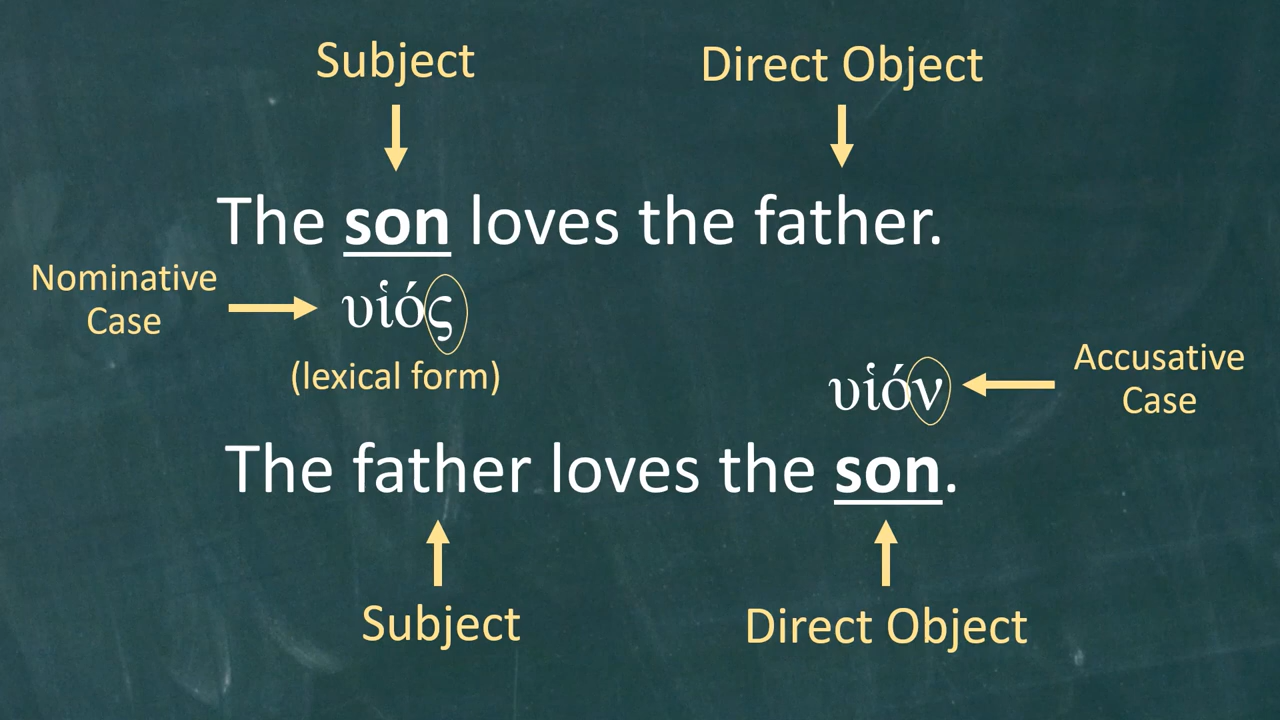 Subject
Direct Object
The son loves the father.
Nominative
Case
υἱός
(lexical form)
υἱόν
Accusative
Case
The father loves the son.
Subject
Direct Object